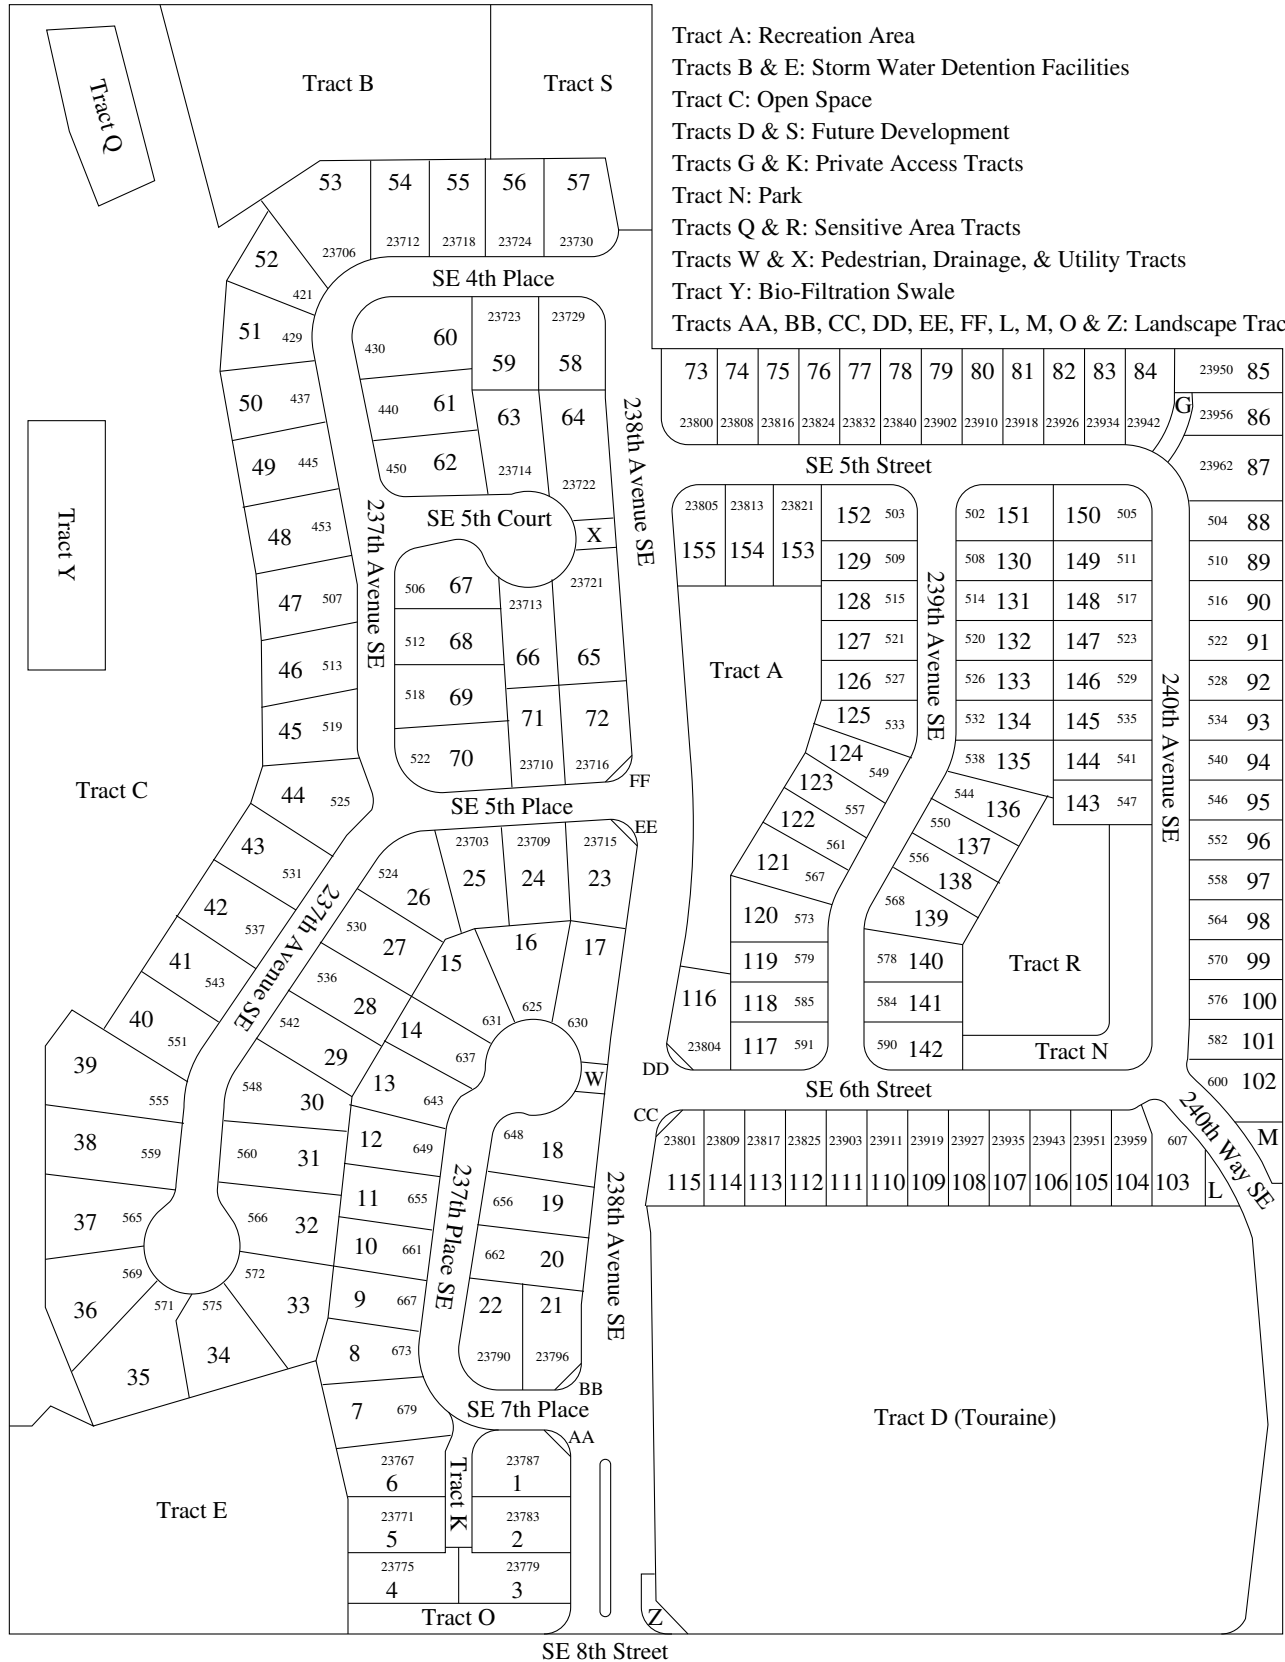 Tract A: Recreation Area
Tracts B & E: Storm Water Detention Facilities
Tract C: Open Space
Tracts D & S: Future Development
Tracts G & K: Private Access Tracts
Tract N: Park
Tracts Q & R: Sensitive Area Tracts
Tracts W & X: Pedestrian, Drainage, & Utility Tracts
Tract Y: Bio-Filtration Swale
Tracts AA, BB, CC, DD, EE, FF, L, M, O & Z: Landscape Trac
Tract Q
Tract B
Tract S
53 54 55 56 57
23706 23712 23718 23724 23730
SE 4th Place
52 421
51 429
50 437
49 445
48 453
47 507
46 513
45 519
44 525
43 531
42 537
41 543
40 551
39 555
38 559
37 565
36 569
35 571
34 575
33 572
32 566
31 560
30 548
29 542
28 536
27 530
26 524
Tract Y
Tract C
237th Avenue SE
237th Avenue SE
430 60
440 61
450 62
23723 59
23729 58
63 23714
64 23722
SE 5th Court
X
506 67
512 68
518 69
522 70
23713 66
23721 65
71 23710
72 23716
FF
SE 5th Place
EE
238th Avenue SE
23703 25
23709 24
23715 23
15 631
16 625
17 630
14 637
13 643
12 649
11 655
10 661
9 667
8 673
7 679
W
648 18
656 19
662 20
22 23790
21 23796
BB
237th Place SE
238th Avenue SE
SE 7th Place
AA
23767 6
23771 5
23775 4
Tract K
23787 1
23783 2
23779 3
Tract O
Tract E
SE 8th Street
Z
Tract D (Touraine)
73 74 75 76 77 78 79 80 81 82 83 84
23800 23808 23816 23824 23832 23840 23902 23910 23918 23926 23934 23942
G
23950 85
23956 86
23962 87
504 88
510 89
516 90
522 91
528 92
534 93
540 94
546 95
552 96
558 97
564 98
570 99
576 100
582 101
600 102
SE 5th Street
23805 23813 23821
155 154 153
152 503
129 509
128 515
127 521
126 527
125 533
124 549
123 557
122 561
121 567
120 573
119 579
118 585
117 591
Tract A
116 23804
DD
239th Avenue SE
502 151
508 130
514 131
520 132
526 133
532 134
538 135
544 136
550 137
556 138
568 139
578 140
584 141
590 142
150 505
149 511
148 517
147 523
146 529
145 535
144 541
143 547
240th Avenue SE
Tract R
Tract N
SE 6th Street
CC
23801 23809 23817 23825 23903 23911 23919 23927 23935 23943 23951 23959 607
115 114 113 112 111 110 109 108 107 106 105 104 103
L
M
240th Way SE